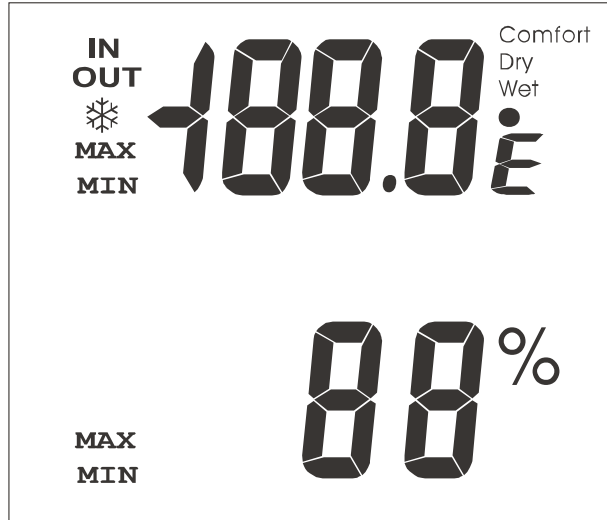 IN
OUT
MAX
MIN
-188.8°E
Comfort
Dry
Wet
88%
MAX
MIN